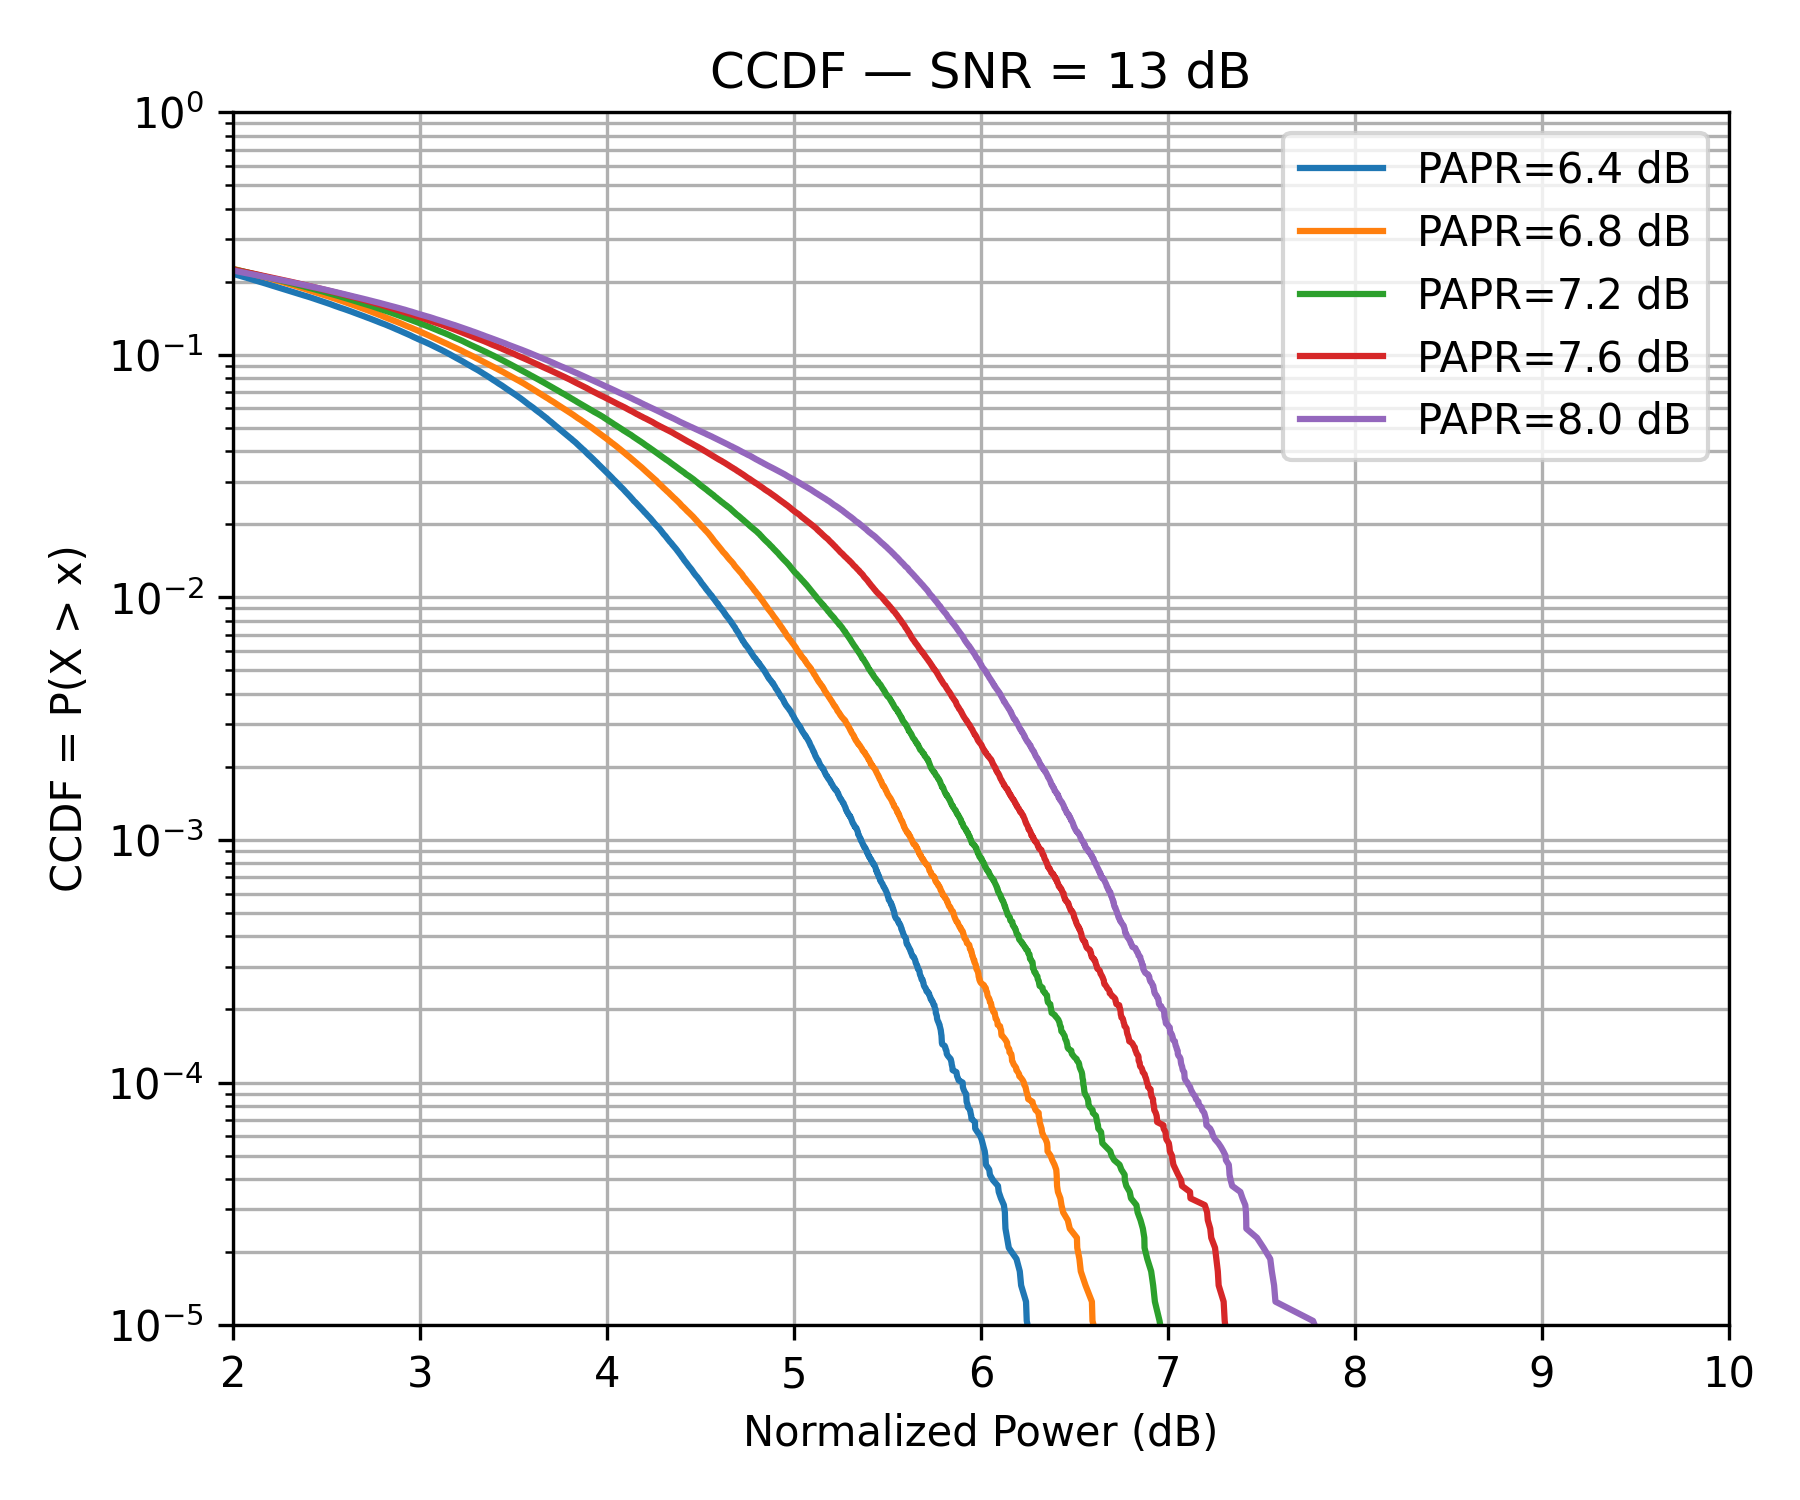 CCDF — SNR = 13 dB
10⁰
10⁻¹
10⁻²
10⁻³
10⁻⁴
10⁻⁵
CCDF = P(X > x)
PAPR=6.4 dB
PAPR=6.8 dB
PAPR=7.2 dB
PAPR=7.6 dB
PAPR=8.0 dB
2 3 4 5 6 7 8 9 10
Normalized Power (dB)